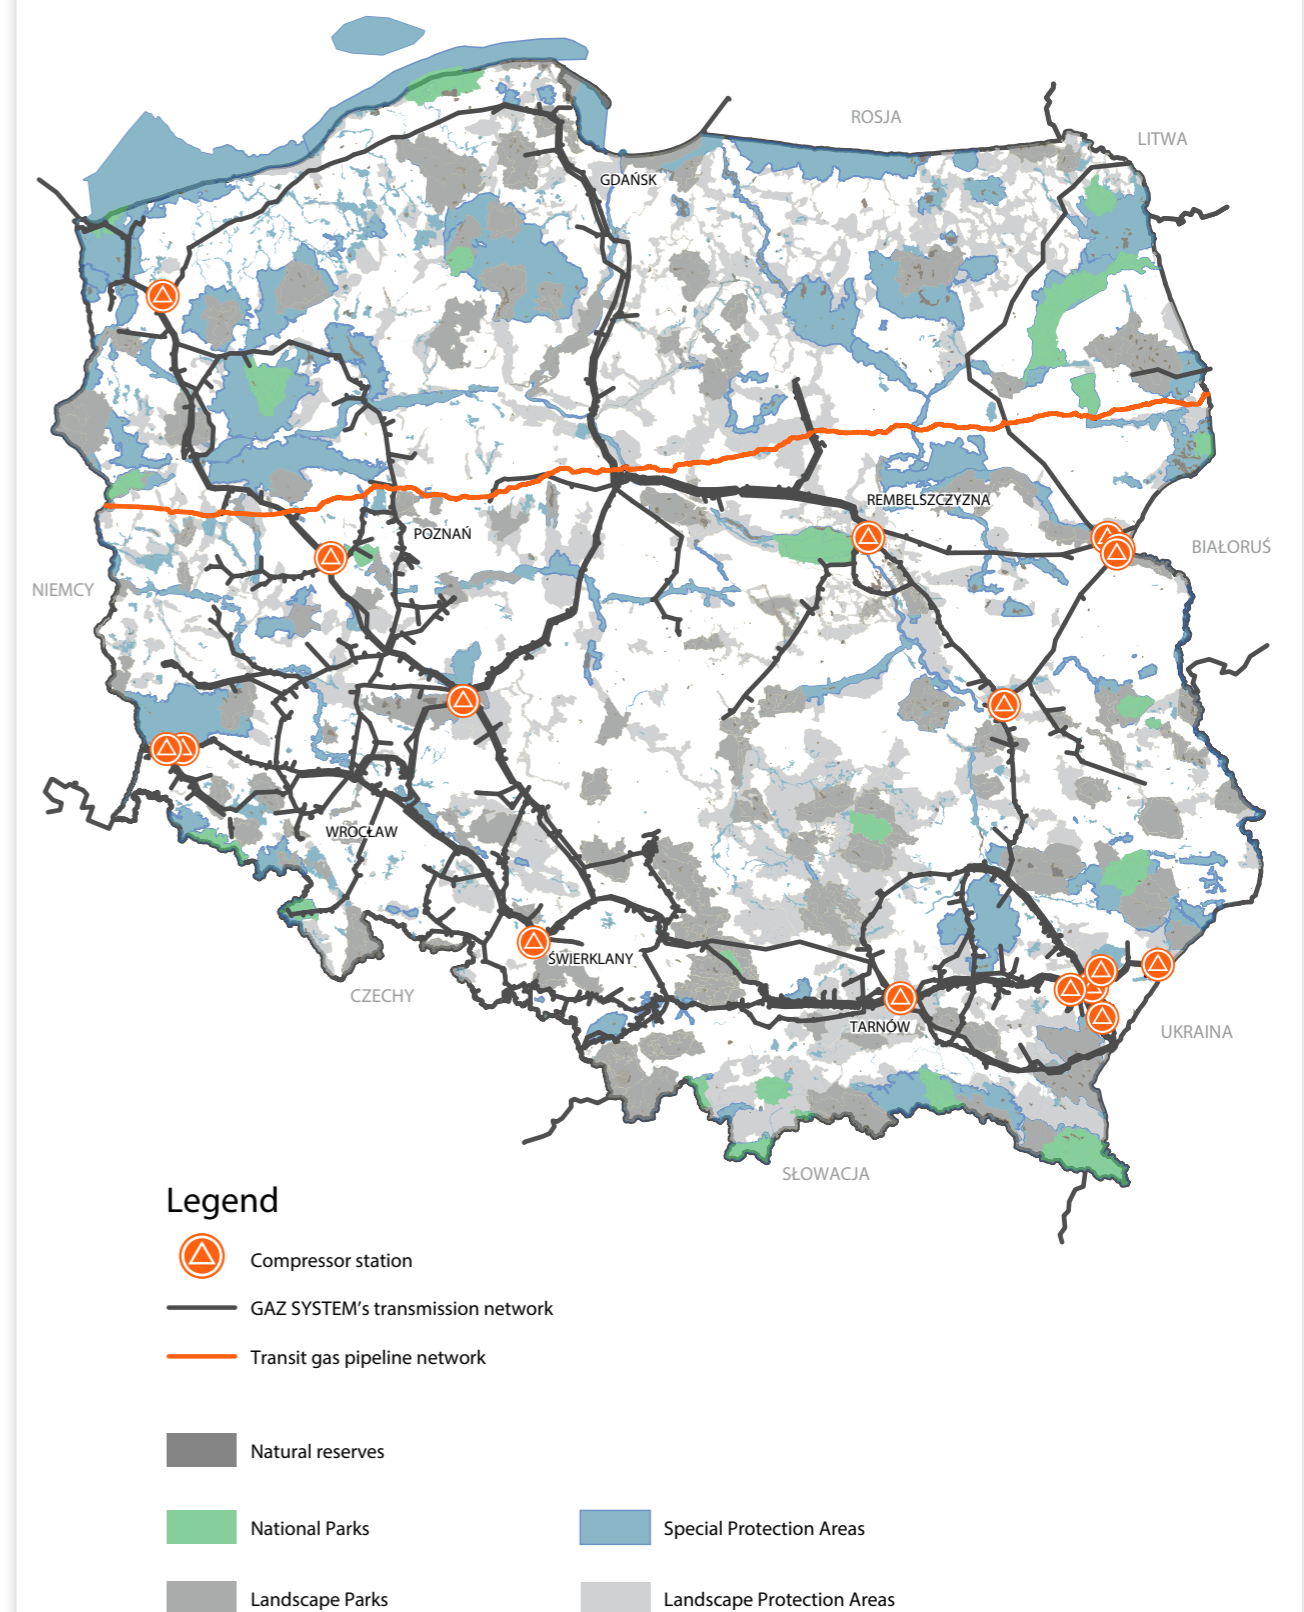 ROSJA
LITWA
GDAŃSK
REMBELSZCZYZNA
POZNAŃ
BIAŁORUŚ
NIEMCY
WROCŁAW
ŚWIERKLANY
CZECHY
TARNÓW
UKRAINA
SŁOWACJA
Legend
Compressor station
GAZ SYSTEM's transmission network
Transit gas pipeline network
Natural reserves
National Parks
Special Protection Areas
Landscape Parks
Landscape Protection Areas